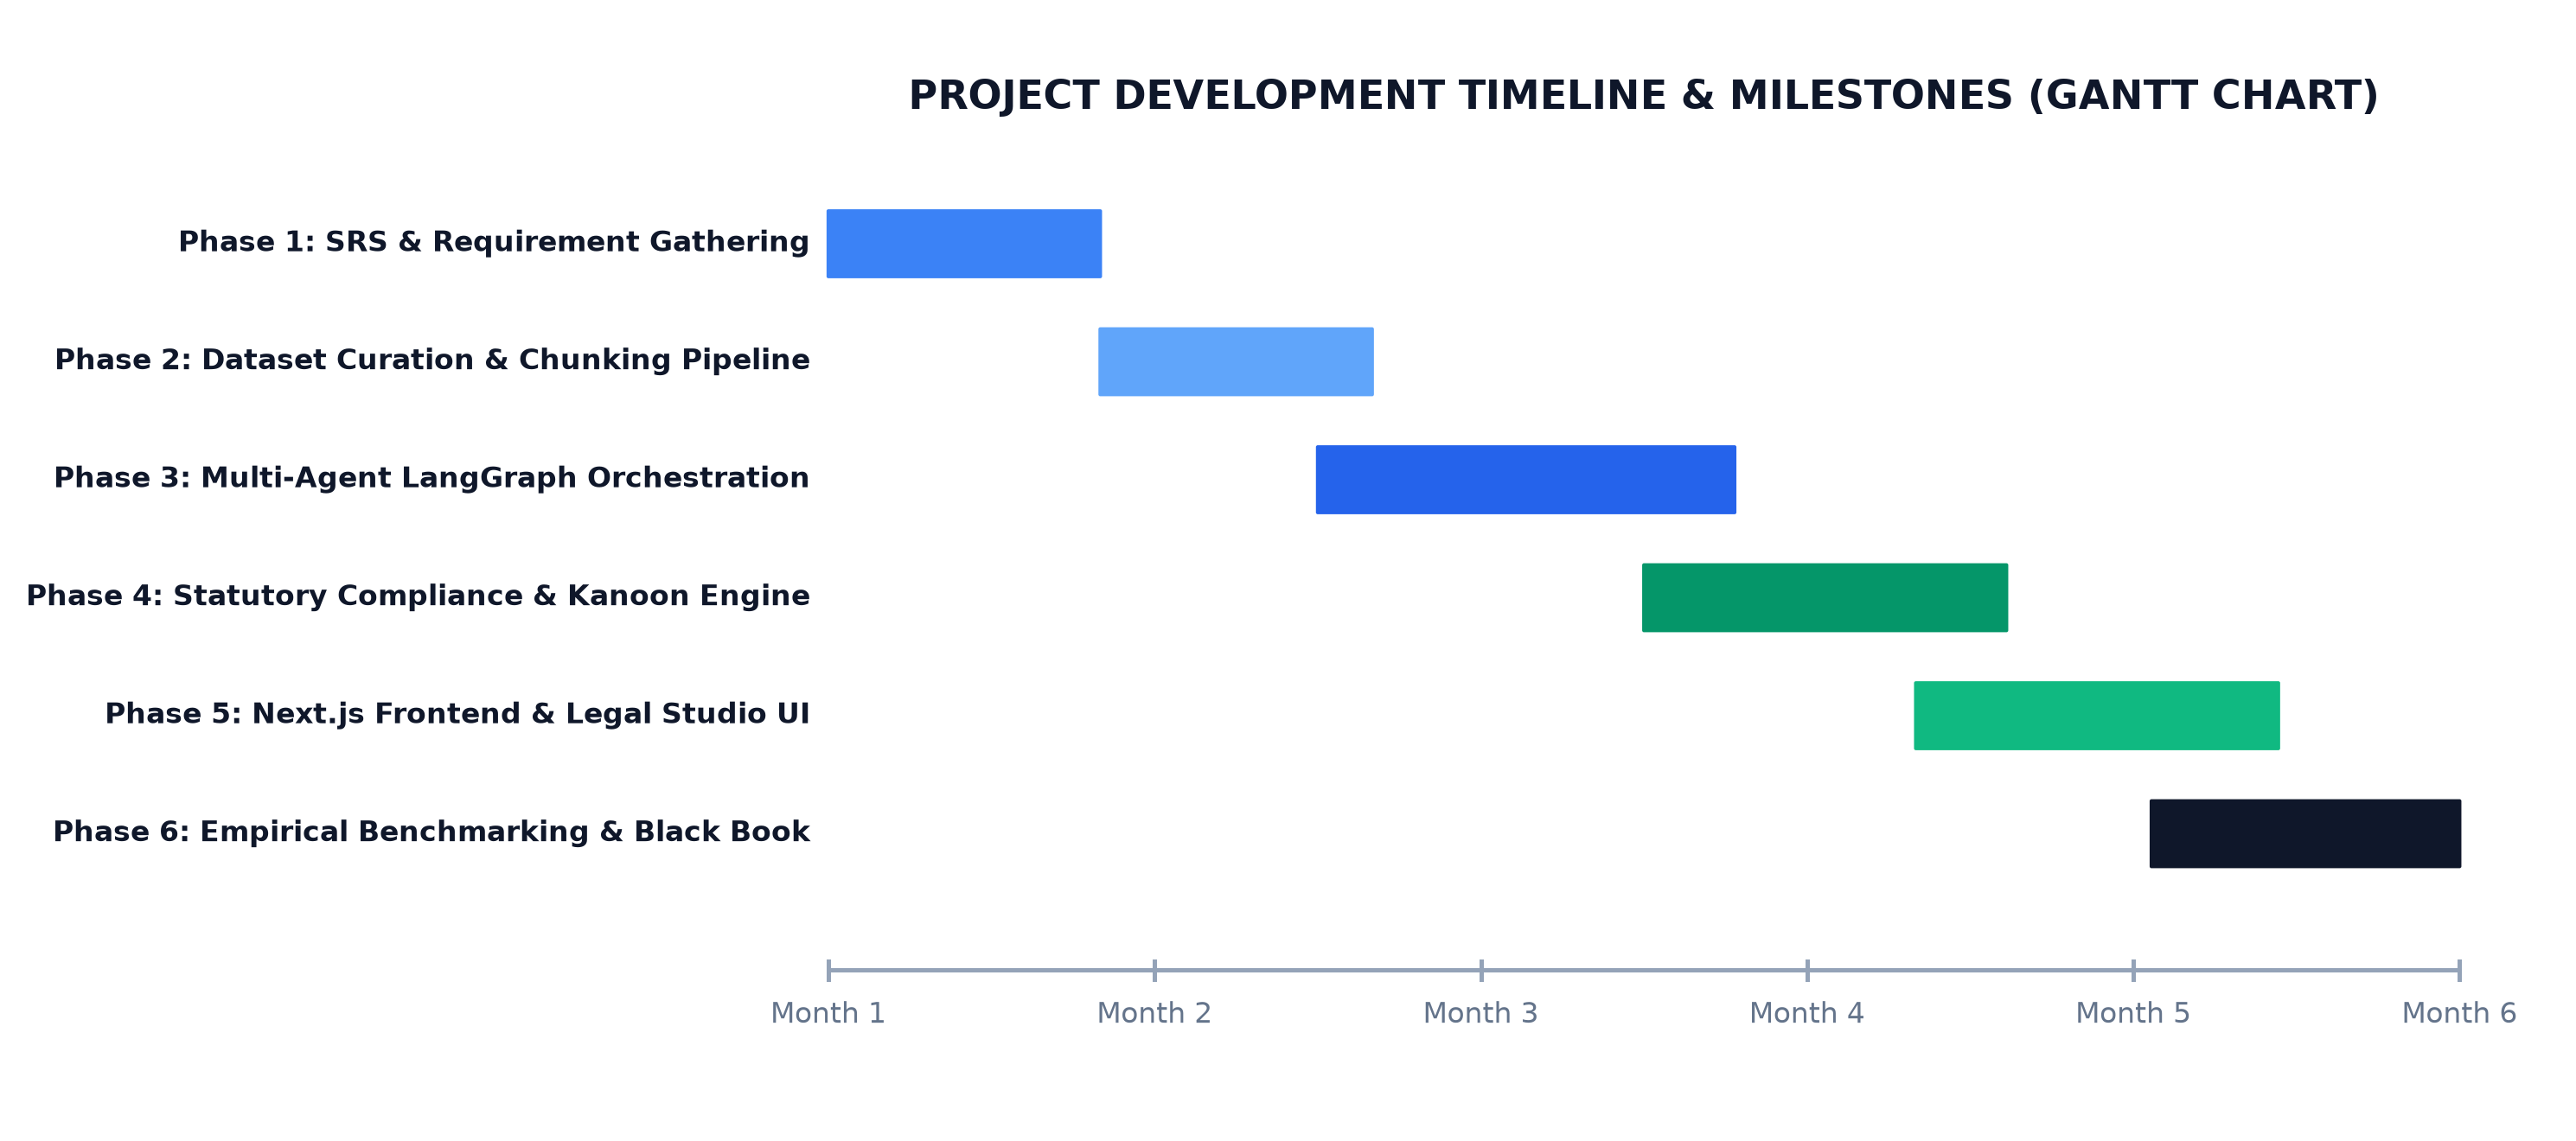 PROJECT DEVELOPMENT TIMELINE & MILESTONES (GANTT CHART)
Phase 1: SRS & Requirement Gathering
Phase 2: Dataset Curation & Chunking Pipeline
Phase 3: Multi-Agent LangGraph Orchestration
Phase 4: Statutory Compliance & Kanoon Engine
Phase 5: Next.js Frontend & Legal Studio UI
Phase 6: Empirical Benchmarking & Black Book
Month 1 Month 2 Month 3 Month 4 Month 5 Month 6